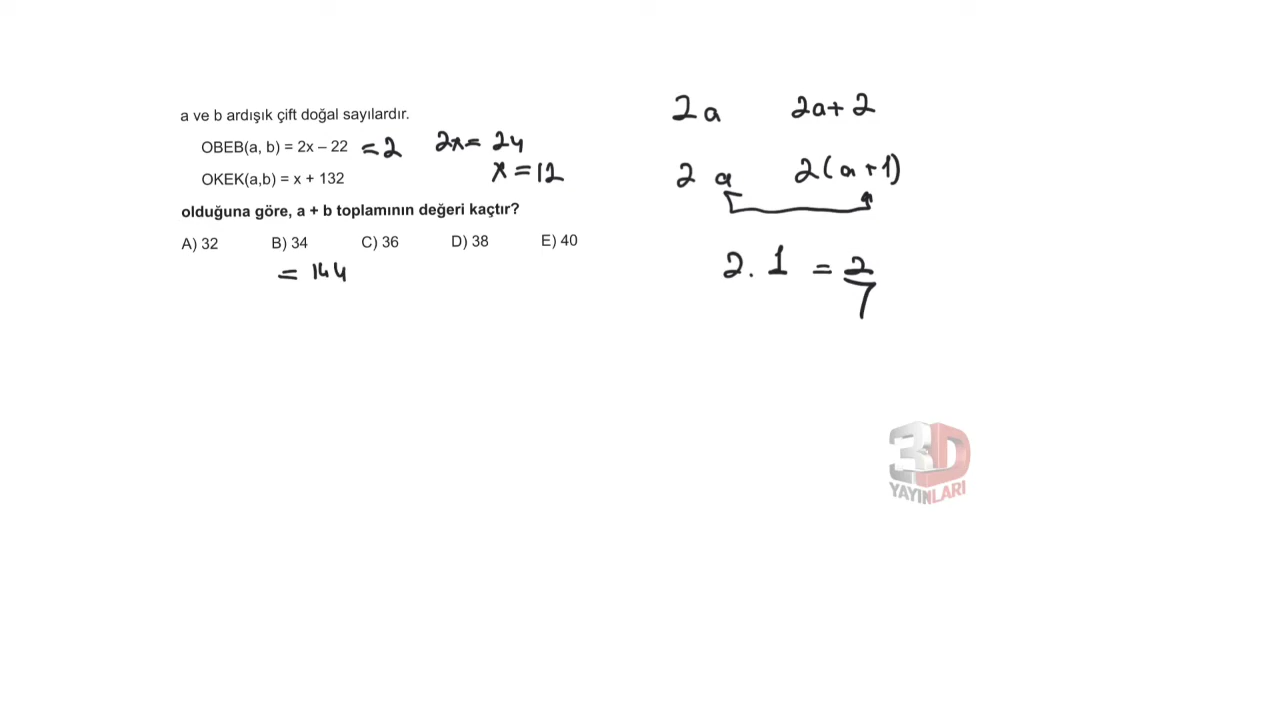 a ve b ardışık çift doğal sayılardır.
OBEB(a, b) = 2x – 22 = 2 2x = 24
x = 12
OKEK(a,b) = x + 132
olduğuna göre, a + b toplamının değeri kaçtır?
A) 32 B) 34 C) 36 D) 38 E) 40
= 144
2a 2a+2
2 a 2(a+1)
2. 1 = 2
3D
YAYINLARI